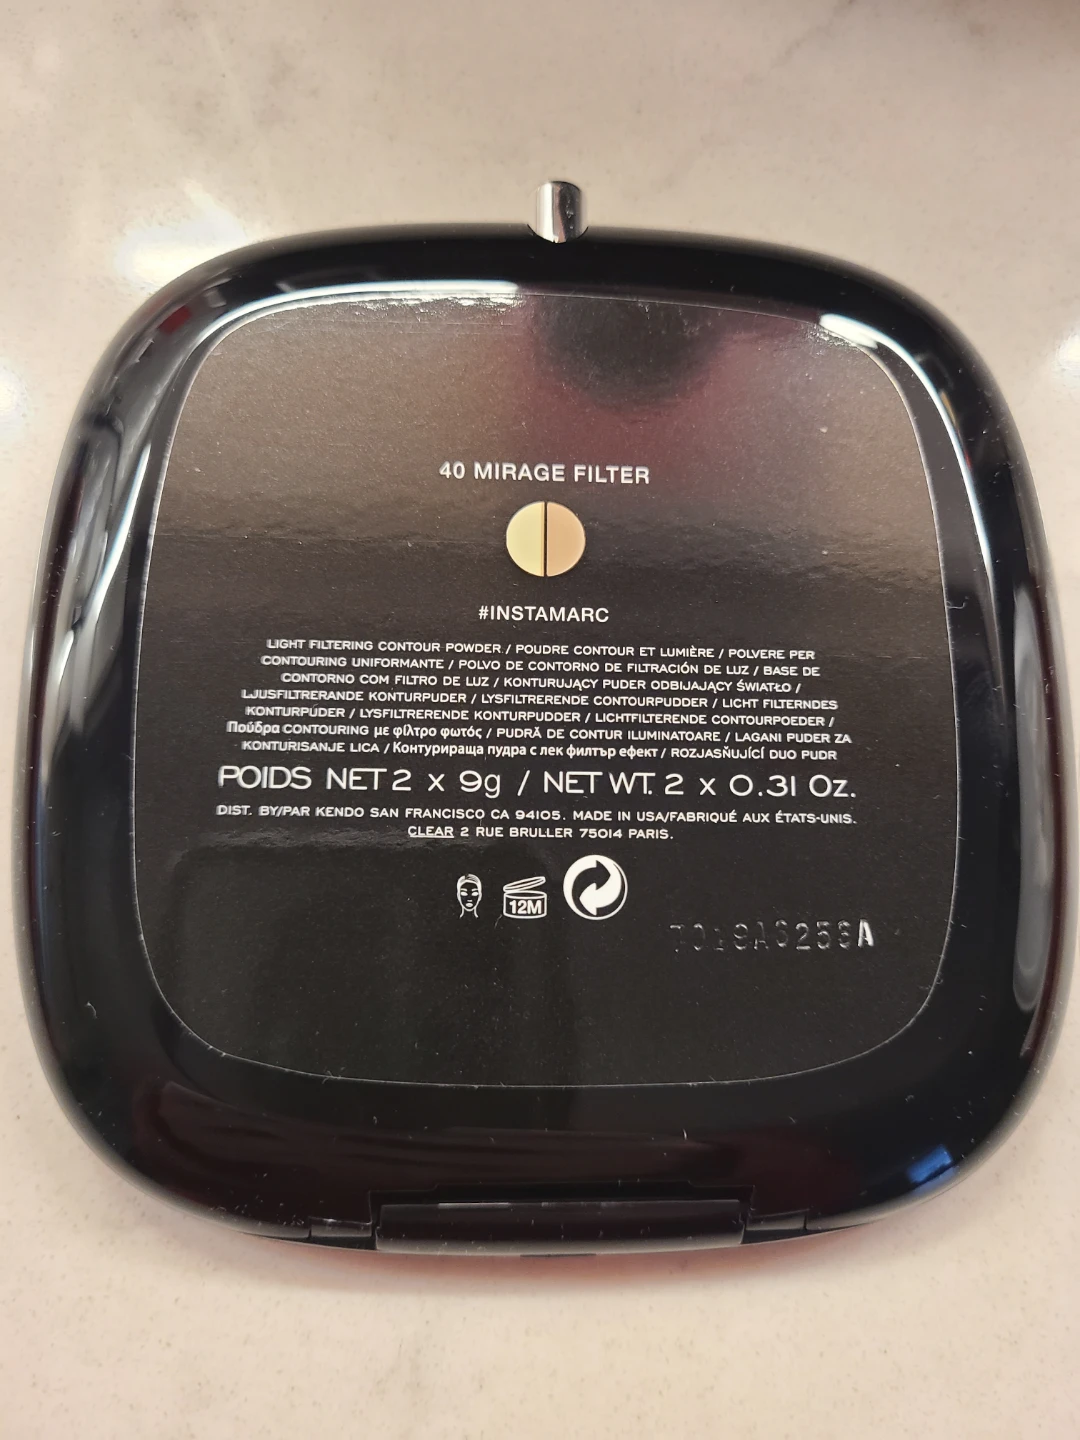 40 MIRAGE FILTER
#INSTAMARC
LIGHT FILTERING CONTOUR POWDER / POUDRE CONTOUR ET LUMIÈRE / POLVERE PER
CONTOURING UNIFORMANTE / POLVO DE CONTORNO DE FILTRACIÓN DE LUZ / BASE DE
CONTORNO COM FILTRO DE LUZ / KONTURUJĄCY PUDER ODBIJAJĄCY ŚWIATŁO /
LJUSFILTRERANDE KONTURPUDER / LYSFILTRERENDE CONTOURPUDDER / LICHT FILTERNDES
KONTURPUDER / LYSFILTRERENDE KONTURPUDDER / LICHTFILTERENDE CONTOURPOEDER /
Πούδρα CONTOURING με φίλτρο φωτός / PUDRĂ DE CONTUR ILUMINATOARE / LAGANI PUDER ZA
KONTURISANJE LICA / Контурираща пудра с лек филтър ефект / ROZJASŇUJÍCÍ DUO PUDR
POIDS NET 2 x 9g / NET WT. 2 x 0.31 Oz.
DIST. BY/PAR KENDO SAN FRANCISCO CA 94105. MADE IN USA/FABRIQUÉ AUX ÉTATS-UNIS.
CLEAR 2 RUE BRULLER 75014 PARIS.
12M